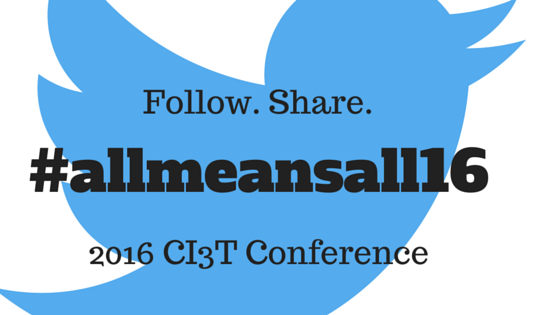 Follow. Share.
#allmeansall16
2016 CI3T Conference